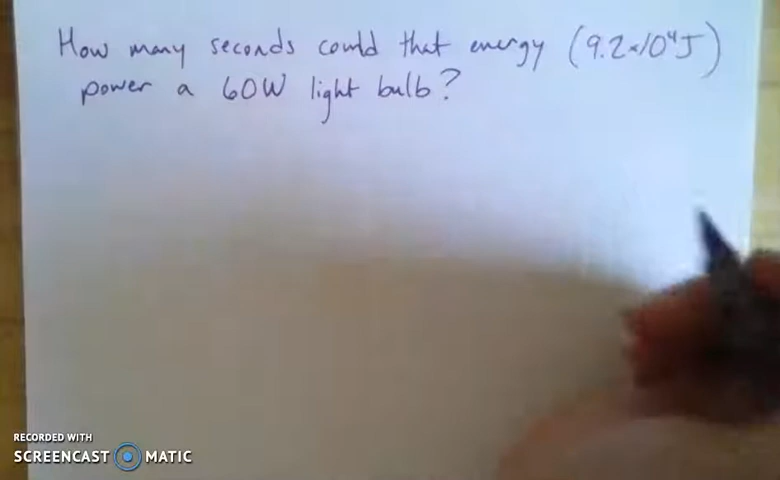 How many seconds could that energy (9.2×10⁴J)
power a 60W light bulb?
RECORDED WITH
SCREENCAST MATIC